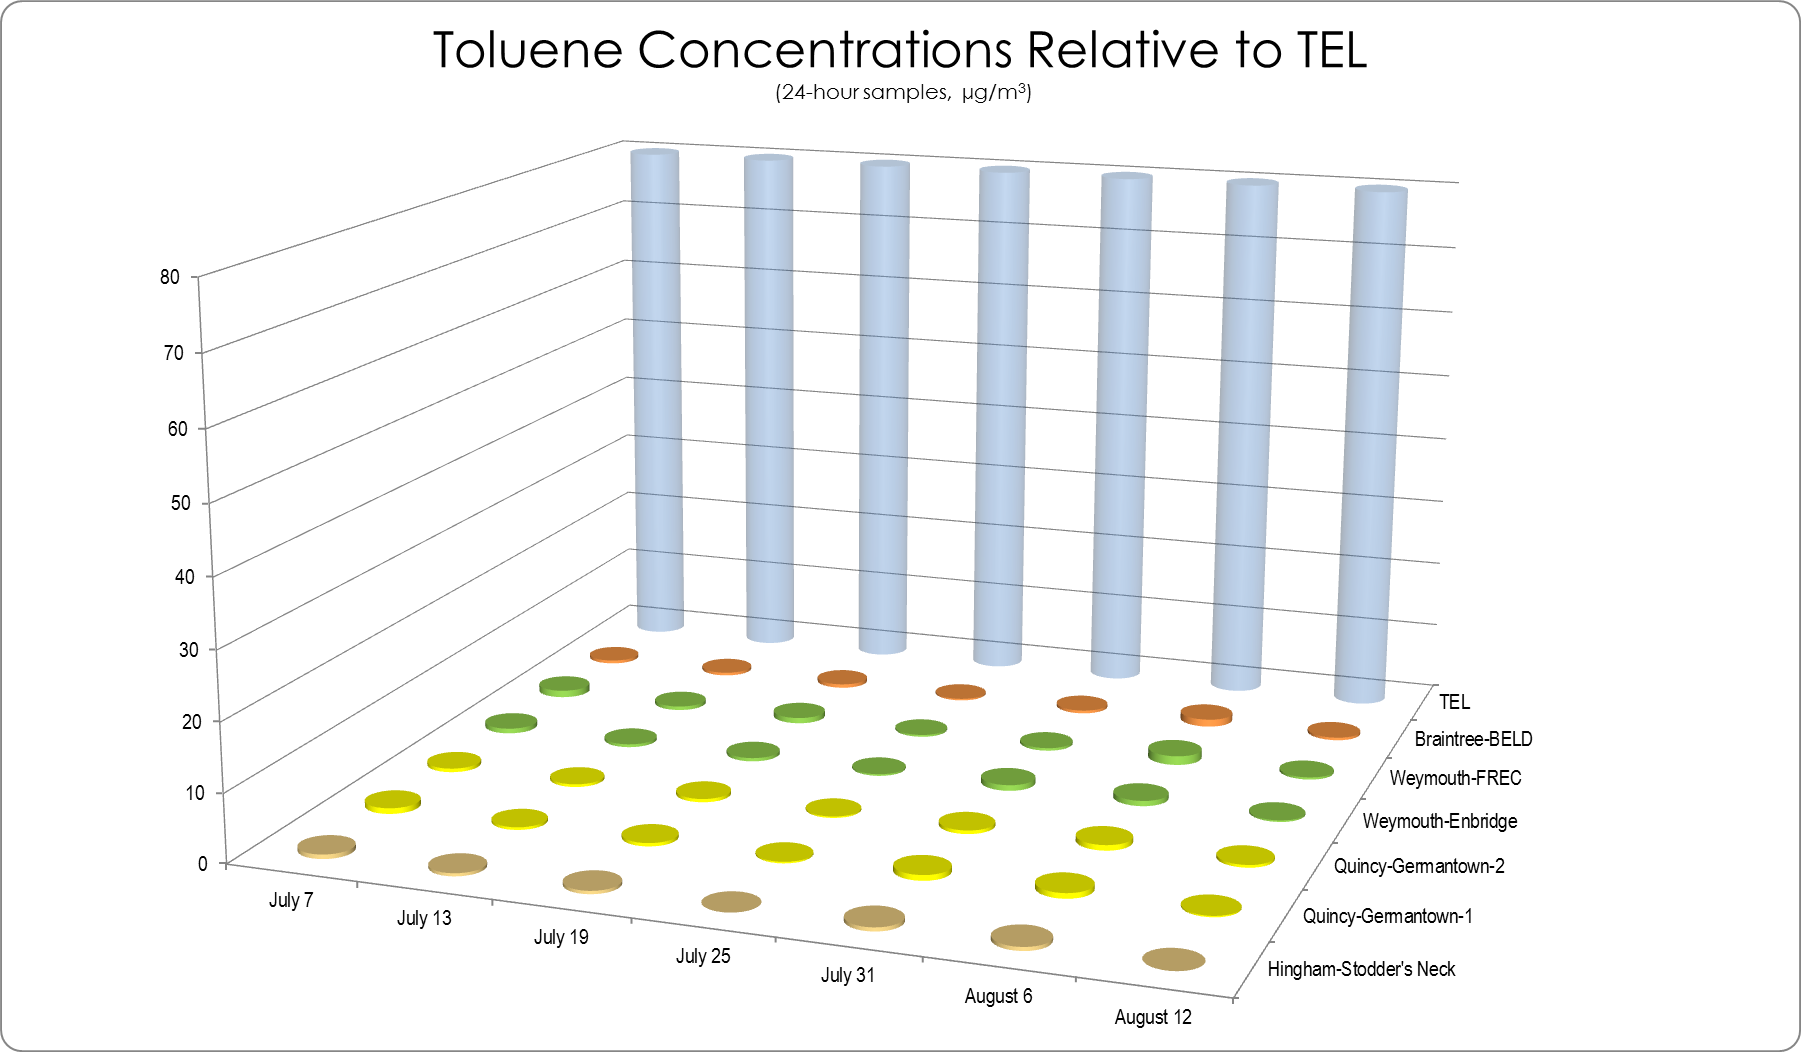 Toluene Concentrations Relative to TEL
(24-hour samples, µg/m³)
80
70
60
50
40
30
20
10
0
July 7
July 13
July 19
July 25
July 31
August 6
August 12
TEL
Braintree-BELD
Weymouth-FREC
Weymouth-Enbridge
Quincy-Germantown-2
Quincy-Germantown-1
Hingham-Stodder's Neck